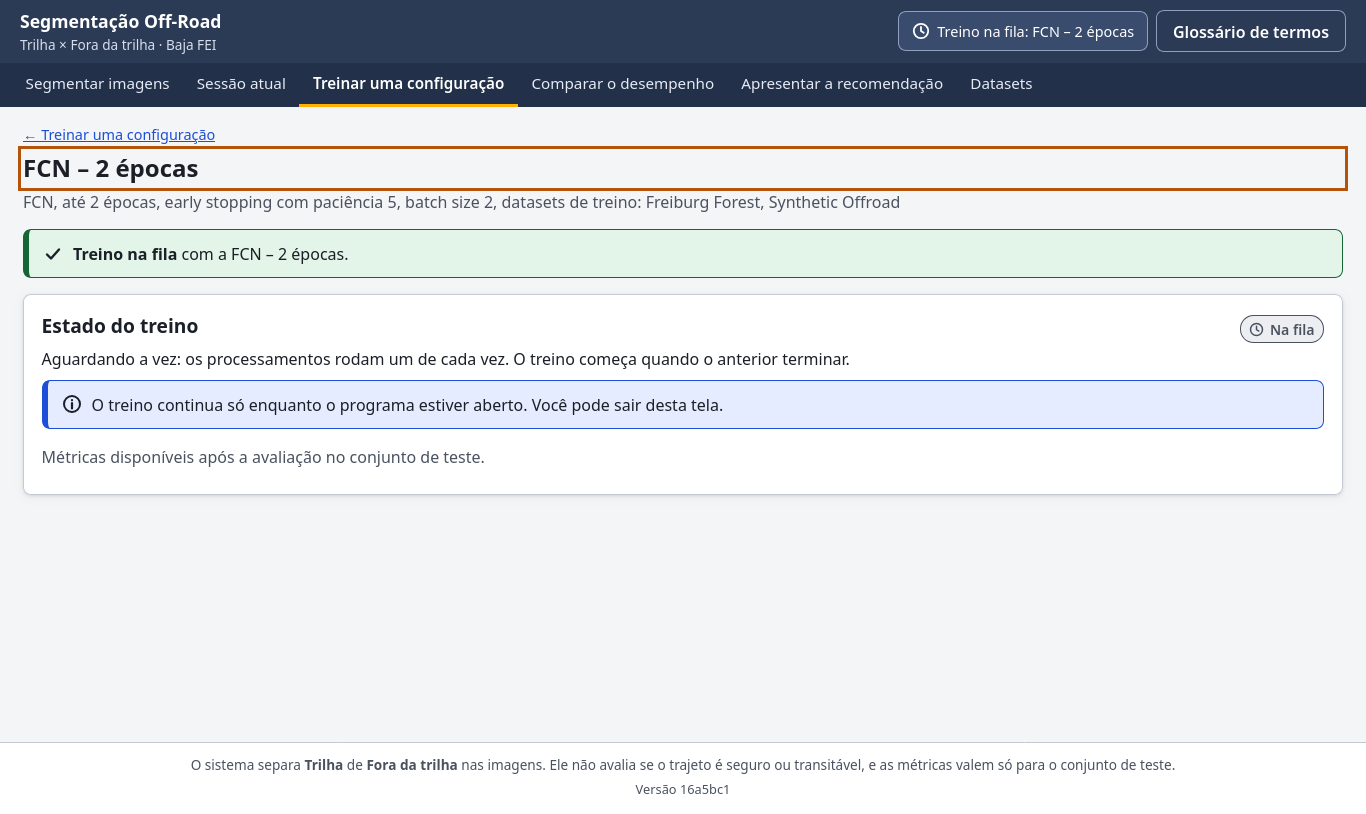 Segmentação Off-Road
Trilha × Fora da trilha · Baja FEI
Treino na fila: FCN – 2 épocas
Glossário de termos
Segmentar imagens
Sessão atual
Treinar uma configuração
Comparar o desempenho
Apresentar a recomendação
Datasets
← Treinar uma configuração
FCN – 2 épocas
FCN, até 2 épocas, early stopping com paciência 5, batch size 2, datasets de treino: Freiburg Forest, Synthetic Offroad
Treino na fila com a FCN – 2 épocas.
Estado do treino
Na fila
Aguardando a vez: os processamentos rodam um de cada vez. O treino começa quando o anterior terminar.
O treino continua só enquanto o programa estiver aberto. Você pode sair desta tela.
Métricas disponíveis após a avaliação no conjunto de teste.
O sistema separa Trilha de Fora da trilha nas imagens. Ele não avalia se o trajeto é seguro ou transitável, e as métricas valem só para o conjunto de teste.
Versão 16a5bc1